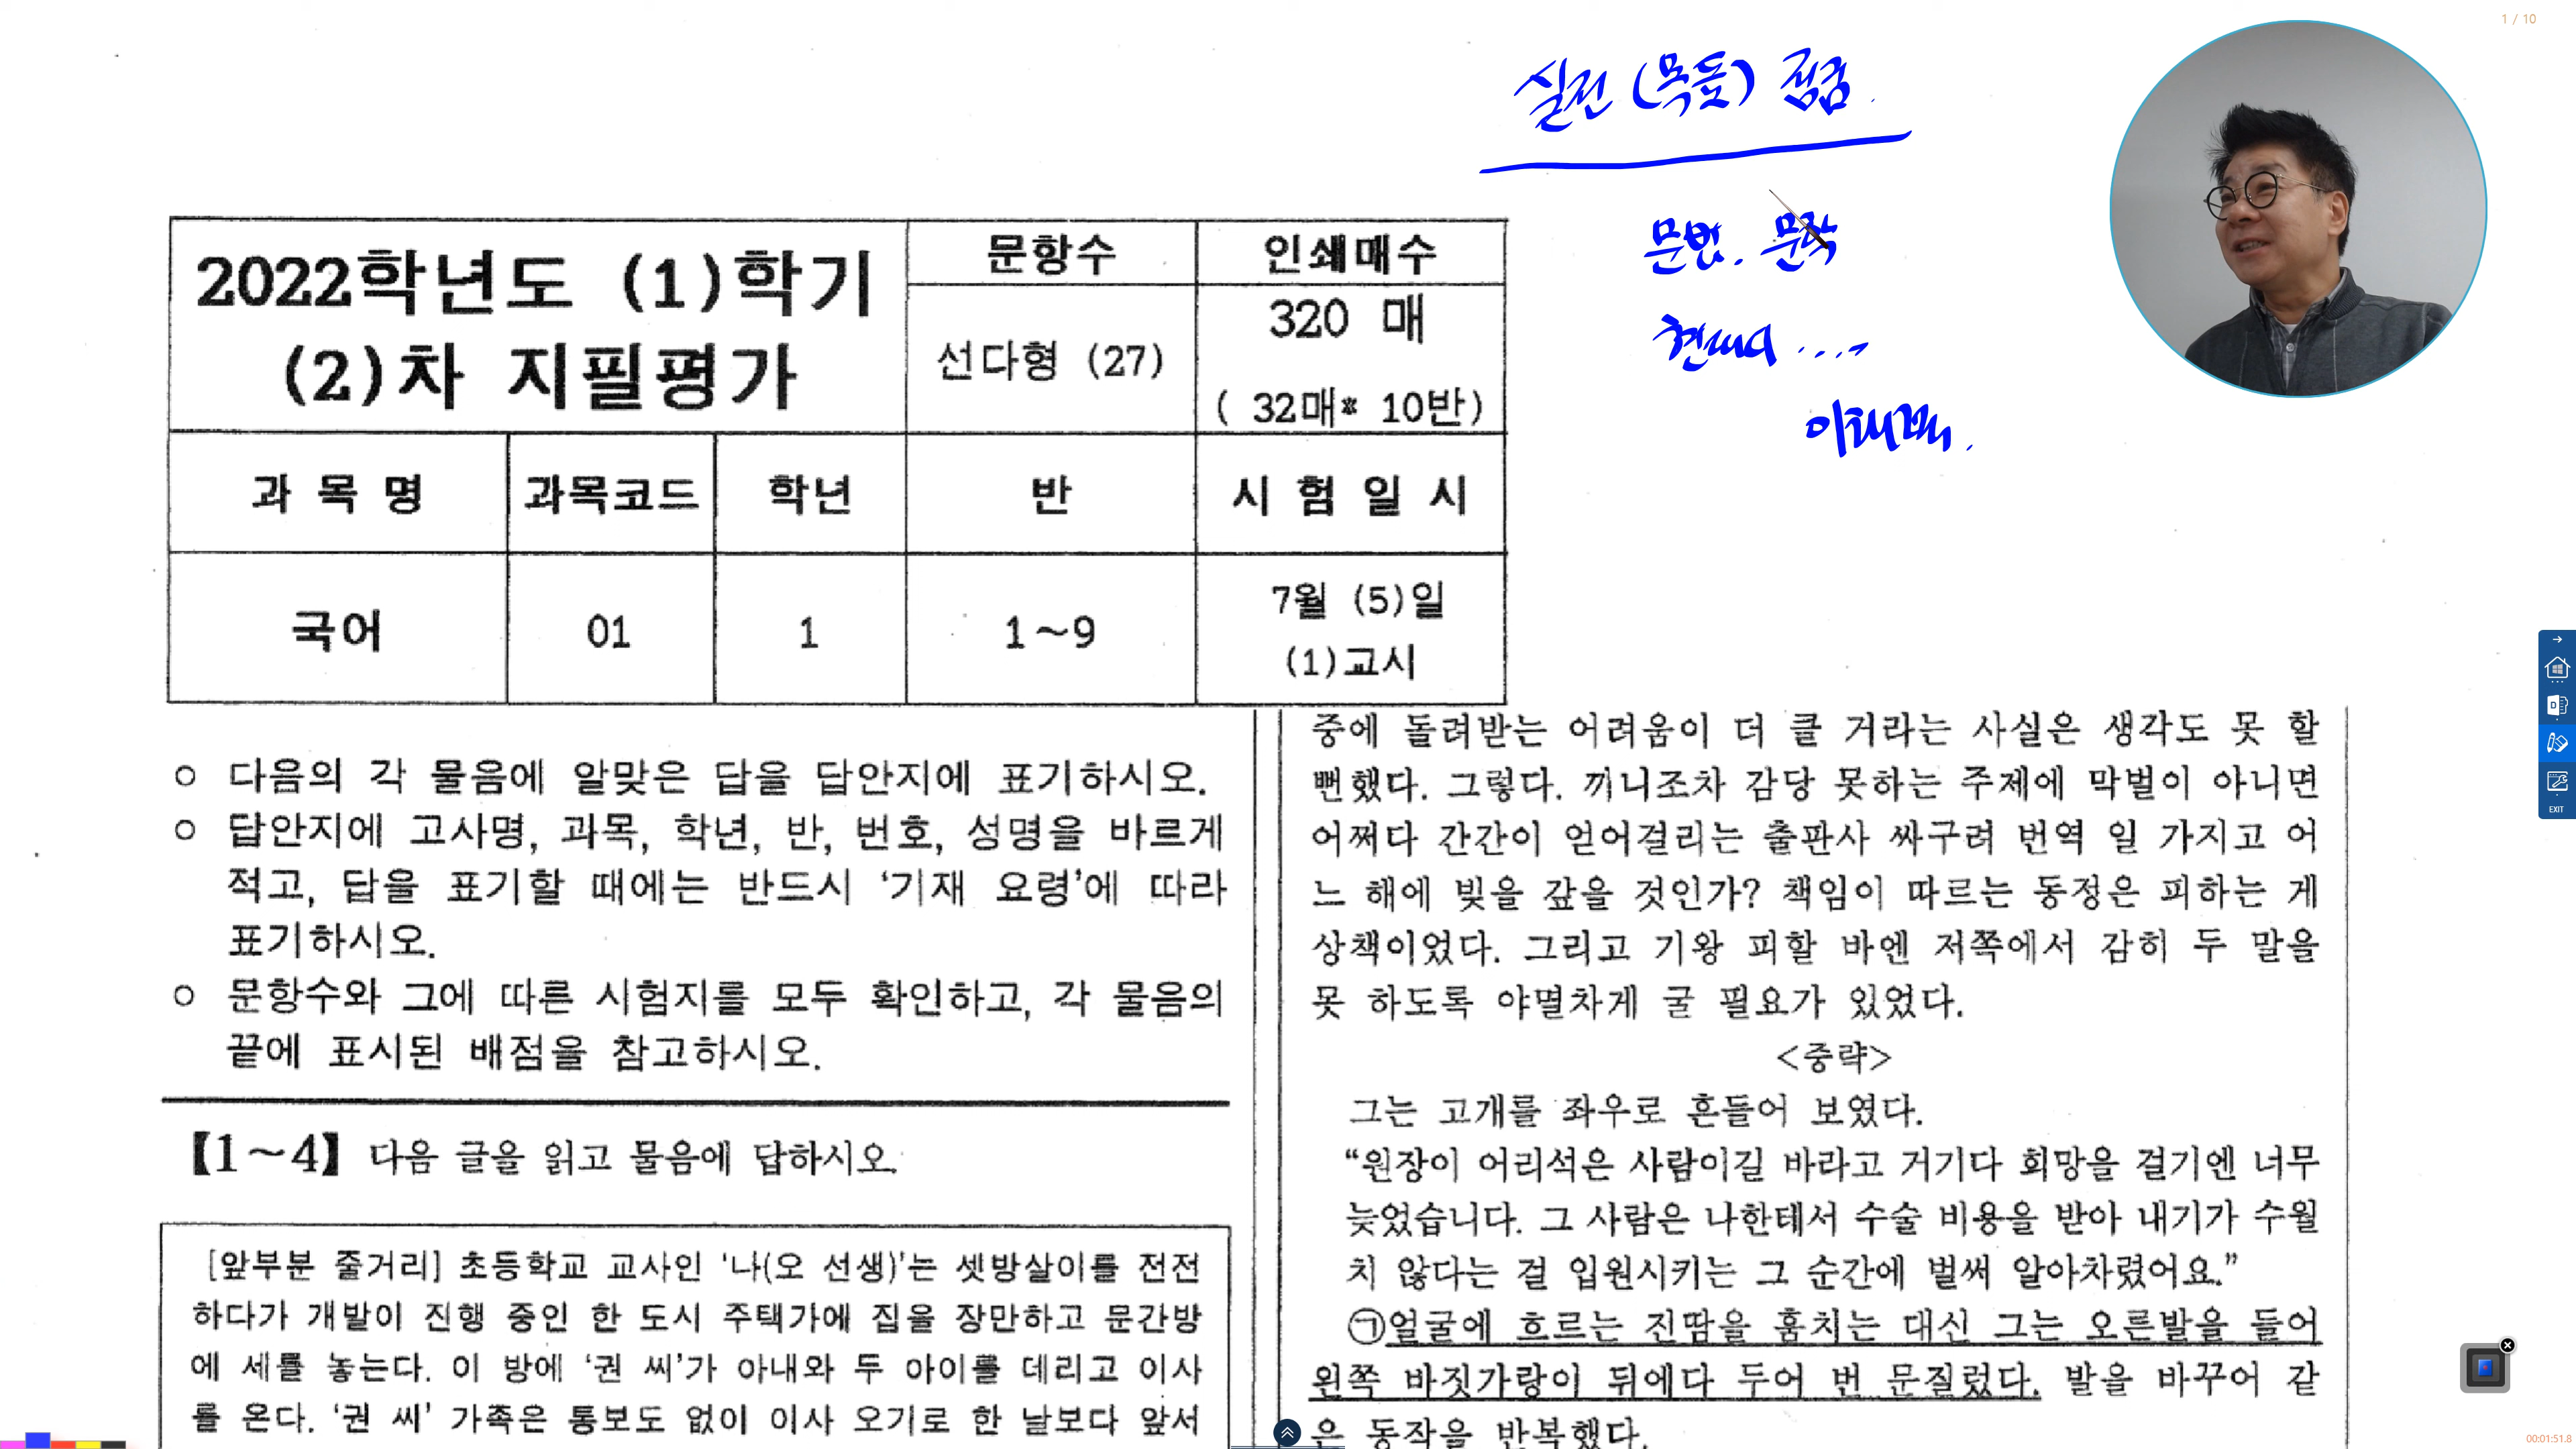 1 / 10
실전 (목동) 점금
문법. 문학
2022학년도 (1)학기
(2)차 지필평가
문항수
인쇄매수
선다형 (27)
320 매
( 32매* 10반)
과 목 명
과목코드
학년
반
시 험 일 시
국어
01
1
1~9
7월 (5)일
(1)교시
○ 다음의 각 물음에 알맞은 답을 답안지에 표기하시오.
○ 답안지에 고사명, 과목, 학년, 반, 번호, 성명을 바르게
적고, 답을 표기할 때에는 반드시 ‘기재 요령’에 따라
표기하시오.
○ 문항수와 그에 따른 시험지를 모두 확인하고, 각 물음의
끝에 표시된 배점을 참고하시오.
【1~4】 다음 글을 읽고 물음에 답하시오.
[앞부분 줄거리] 초등학교 교사인 ‘나(오 선생)’는 셋방살이를 전전
하다가 개발이 진행 중인 한 도시 주택가에 집을 장만하고 문간방
에 세를 놓는다. 이 방에 ‘권 씨’가 아내와 두 아이를 데리고 이사
를 온다. ‘권 씨’ 가족은 통보도 없이 이사 오기로 한 날보다 앞서
중에 돌려받는 어려움이 더 클 거라는 사실은 생각도 못 할
뻔했다. 그렇다. 끼니조차 감당 못하는 주제에 막벌이 아니면
어쩌다 간간이 얻어걸리는 출판사 싸구려 번역 일 가지고 어
느 해에 빚을 갚을 것인가? 책임이 따르는 동정은 피하는 게
상책이었다. 그리고 기왕 피할 바엔 저쪽에서 감히 두 말을
못 하도록 야멸차게 굴 필요가 있었다.
<중략>
그는 고개를 좌우로 흔들어 보였다.
“원장이 어리석은 사람이길 바라고 거기다 희망을 걸기엔 너무
늦었습니다. 그 사람은 나한테서 수술 비용을 받아 내기가 수월
치 않다는 걸 입원시키는 그 순간에 벌써 알아차렸어요.”
㉠얼굴에 흐르는 진땀을 훔치는 대신 그는 오른발을 들어
왼쪽 바짓가랑이 뒤에다 두어 번 문질렀다. 발을 바꾸어 같
은 동작을 반복했다.
EXIT
00:01:51.8